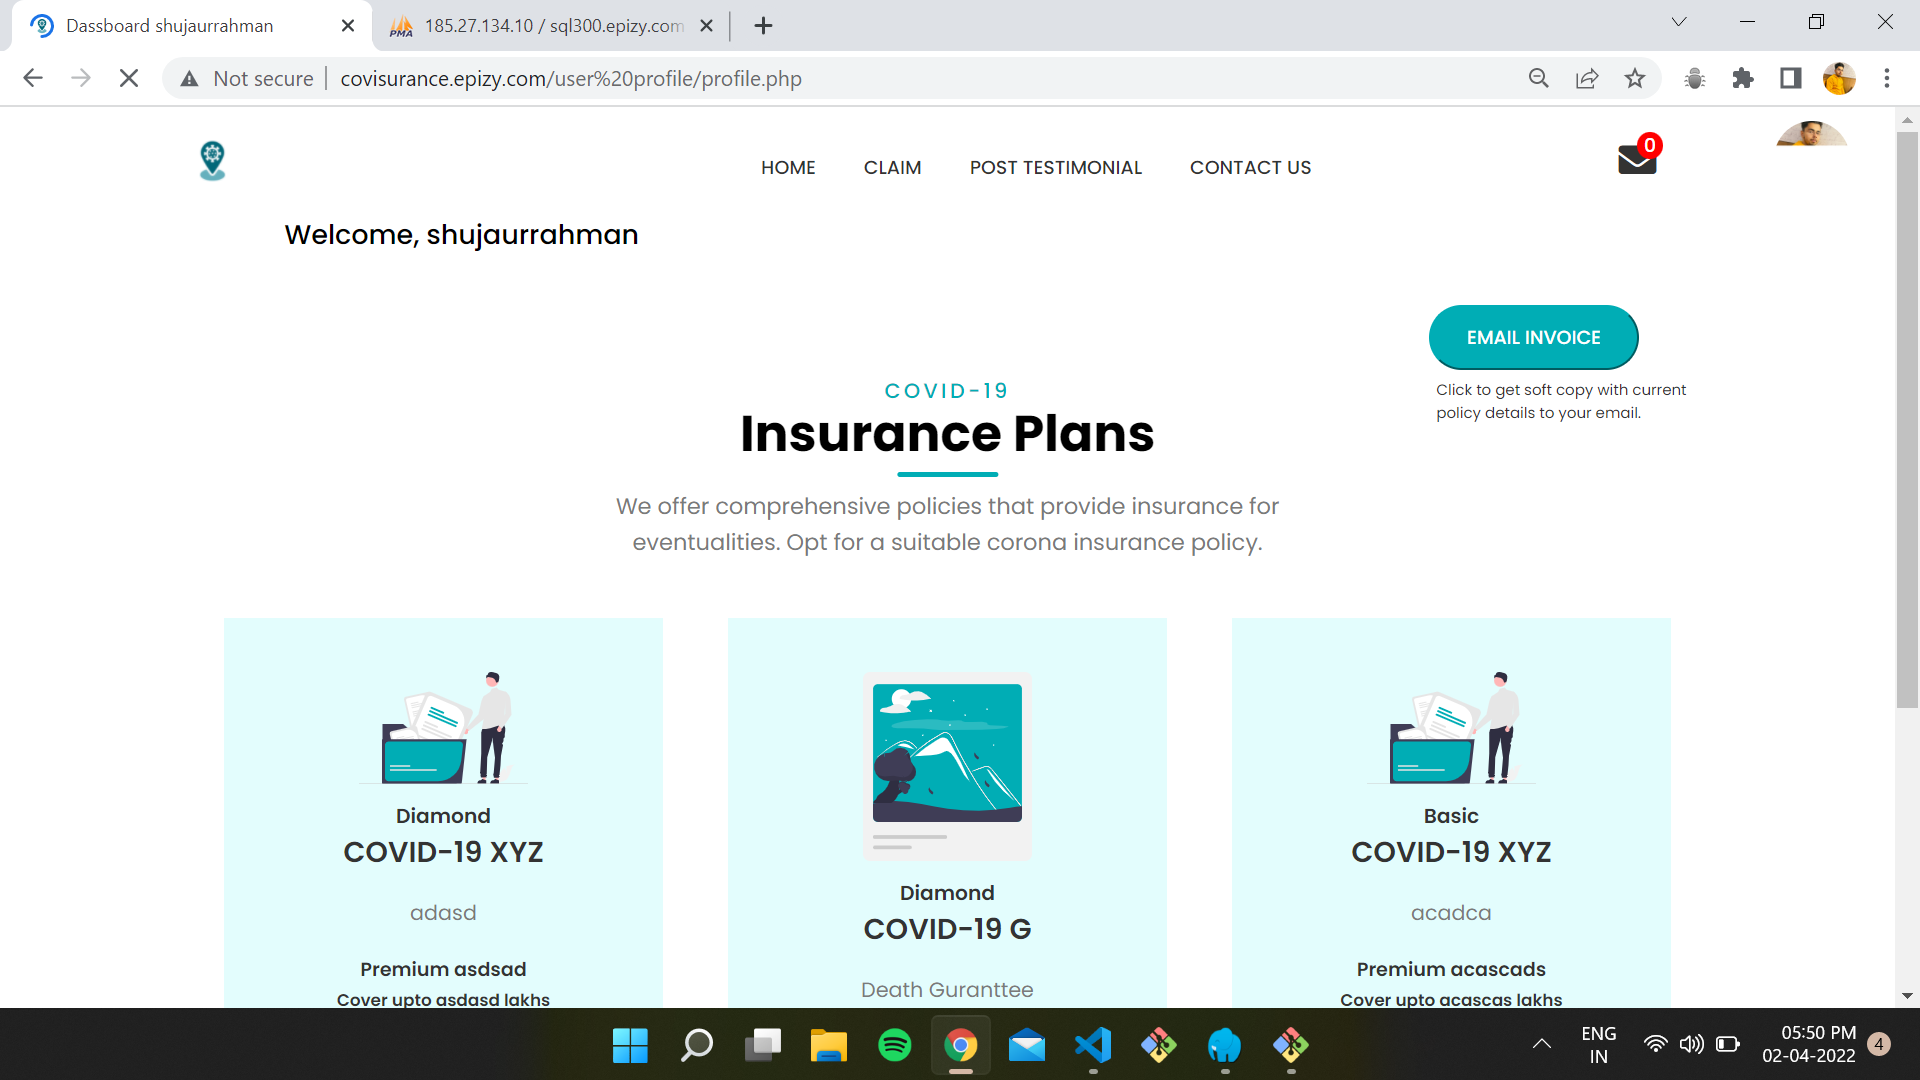 Dassboard shujaurrahman
185.27.134.10 / sql300.epizy.com
PMA
Not secure
covisurance.epizy.com/user%20profile/profile.php
HOME CLAIM POST TESTIMONIAL CONTACT US
0
Welcome, shujaurrahman
EMAIL INVOICE
Click to get soft copy with current
policy details to your email.
COVID-19
Insurance Plans
We offer comprehensive policies that provide insurance for
eventualities. Opt for a suitable corona insurance policy.
Diamond
COVID-19 XYZ
adasd
Premium asdsad
Cover upto asdasd lakhs
Diamond
COVID-19 G
Death Guranttee
Basic
COVID-19 XYZ
acadca
Premium acascads
Cover upto acascas lakhs
ENG
IN
05:50 PM
02-04-2022
4